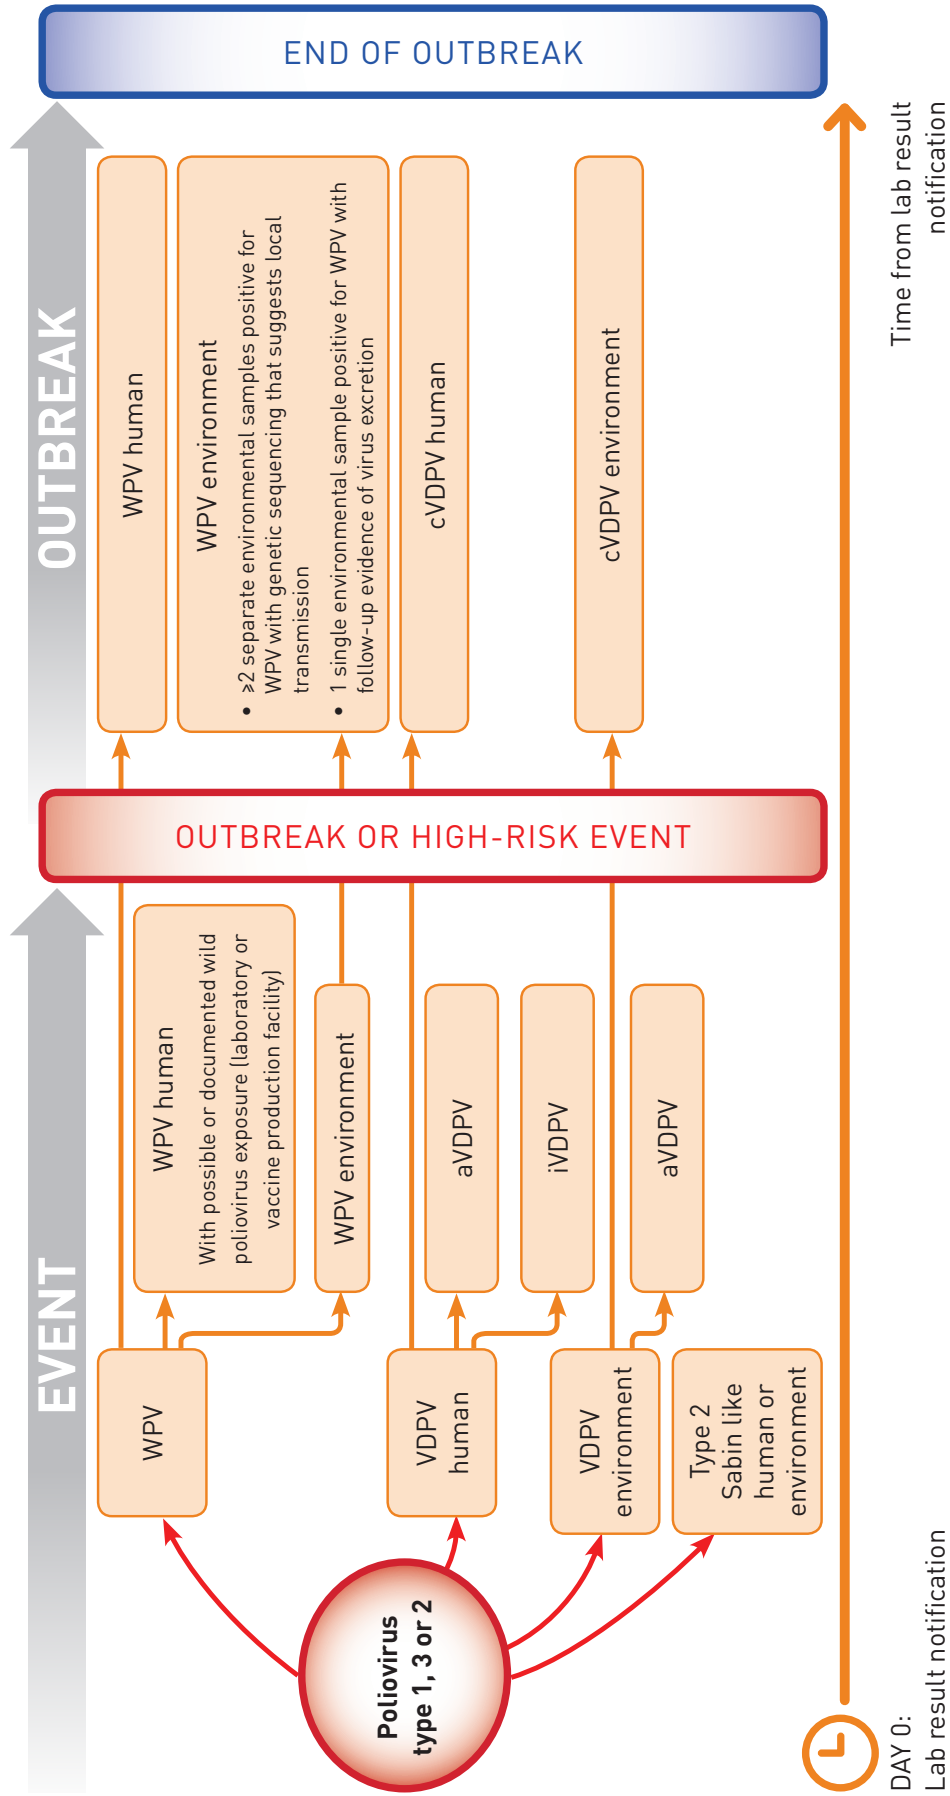 EVENT
OUTBREAK
Poliovirus
type 1, 3 or 2
WPV
VDPV
human
VDPV
environment
Type 2
Sabin like
human or
environment
WPV human
With possible or documented wild
poliovirus exposure (laboratory or
vaccine production facility)
WPV environment
aVDPV
iVDPV
aVDPV
OUTBREAK OR HIGH-RISK EVENT
WPV human
WPV environment
• ≥2 separate environmental samples positive for
WPV with genetic sequencing that suggests local
transmission
• 1 single environmental sample positive for WPV with
follow-up evidence of virus excretion
cVDPV human
cVDPV environment
END OF OUTBREAK
DAY 0:
Lab result notification
Time from lab result
notification